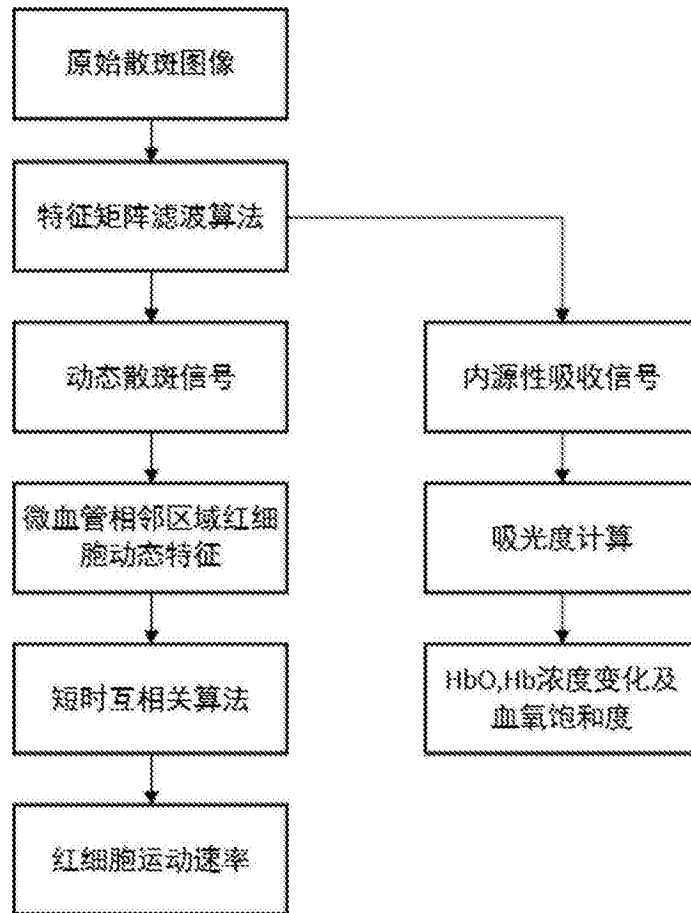 原始散斑图像
特征矩阵滤波算法
动态散斑信号
内源性吸收信号
微血管相邻区域红细
胞动态特征
吸光度计算
短时互相关算法
HbO,Hb浓度变化及
血氧饱和度
红细胞运动速率